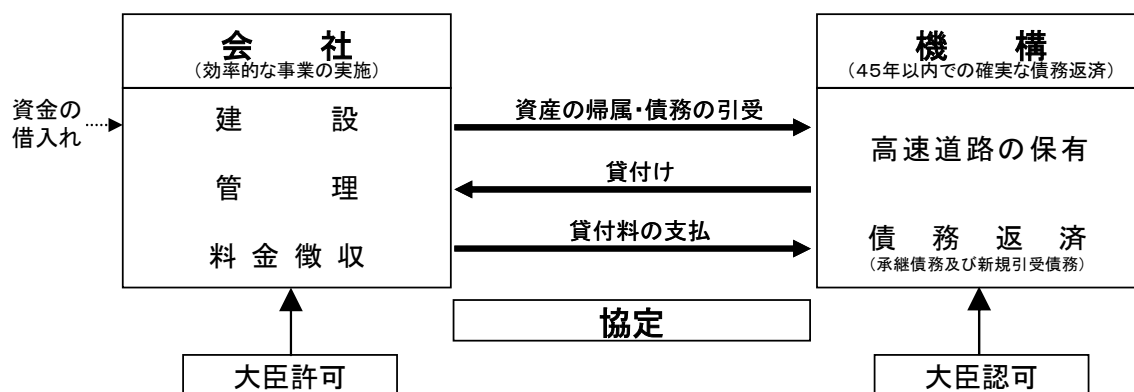 会　社
（効率的な事業の実施）
資金の
借入れ
建　設
管　理
料金徴収
資産の帰属・債務の引受
貸付け
貸付料の支払
協定
機　構
（４５年以内での確実な債務返済）
高速道路の保有
債務返済
（承継債務及び新規引受債務）
大臣許可
大臣認可